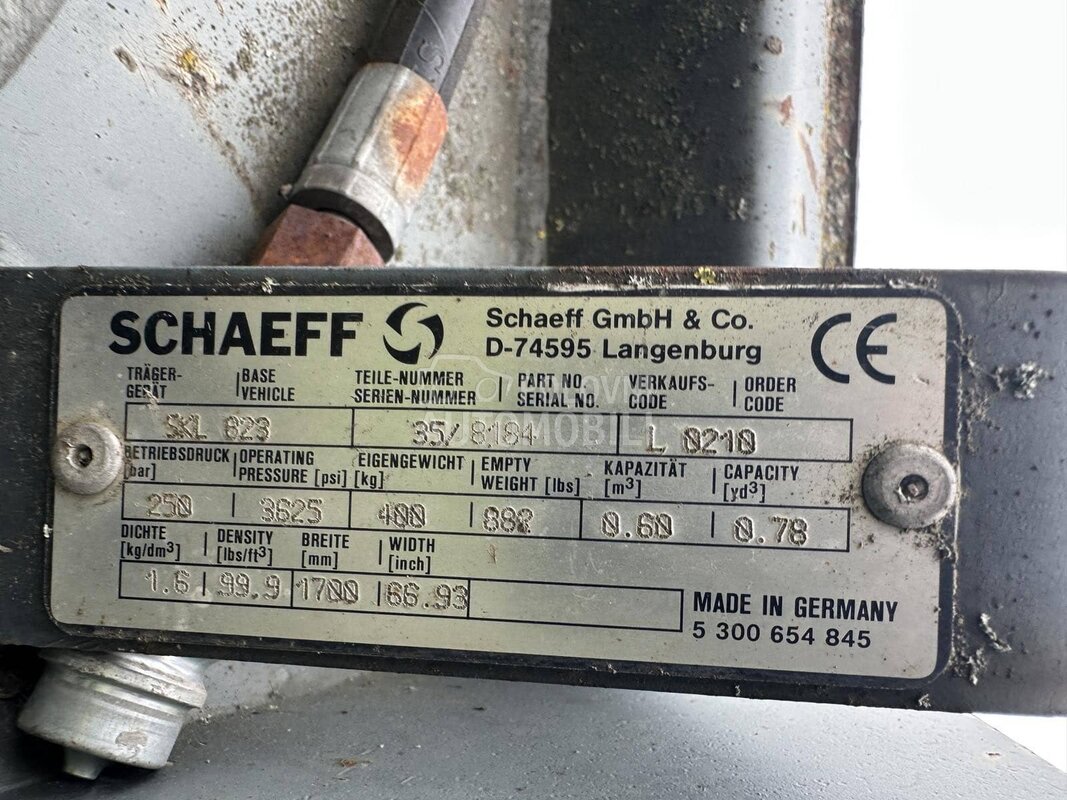 SCHAEFF
Schaeff GmbH & Co.
D-74595 Langenburg
CE
TRÄGER-GERÄT | BASE VEHICLE
TEILE-NUMMER SERIEN-NUMMER | PART NO. SERIAL NO.
VERKAUFS-CODE | ORDER CODE
SKL 823
35/8184
L 0210
BETRIEBSDRUCK [bar] | OPERATING PRESSURE [psi]
EIGENGEWICHT [kg] | EMPTY WEIGHT [lbs]
KAPAZITÄT [m³] | CAPACITY [yd³]
250 | 3625
400 | 882
0.60 | 0.78
DICHTE [kg/dm³] | DENSITY [lbs/ft³]
BREITE [mm] | WIDTH [inch]
1.6 | 99.9
1700 | 66.93
MADE IN GERMANY
5 300 654 845